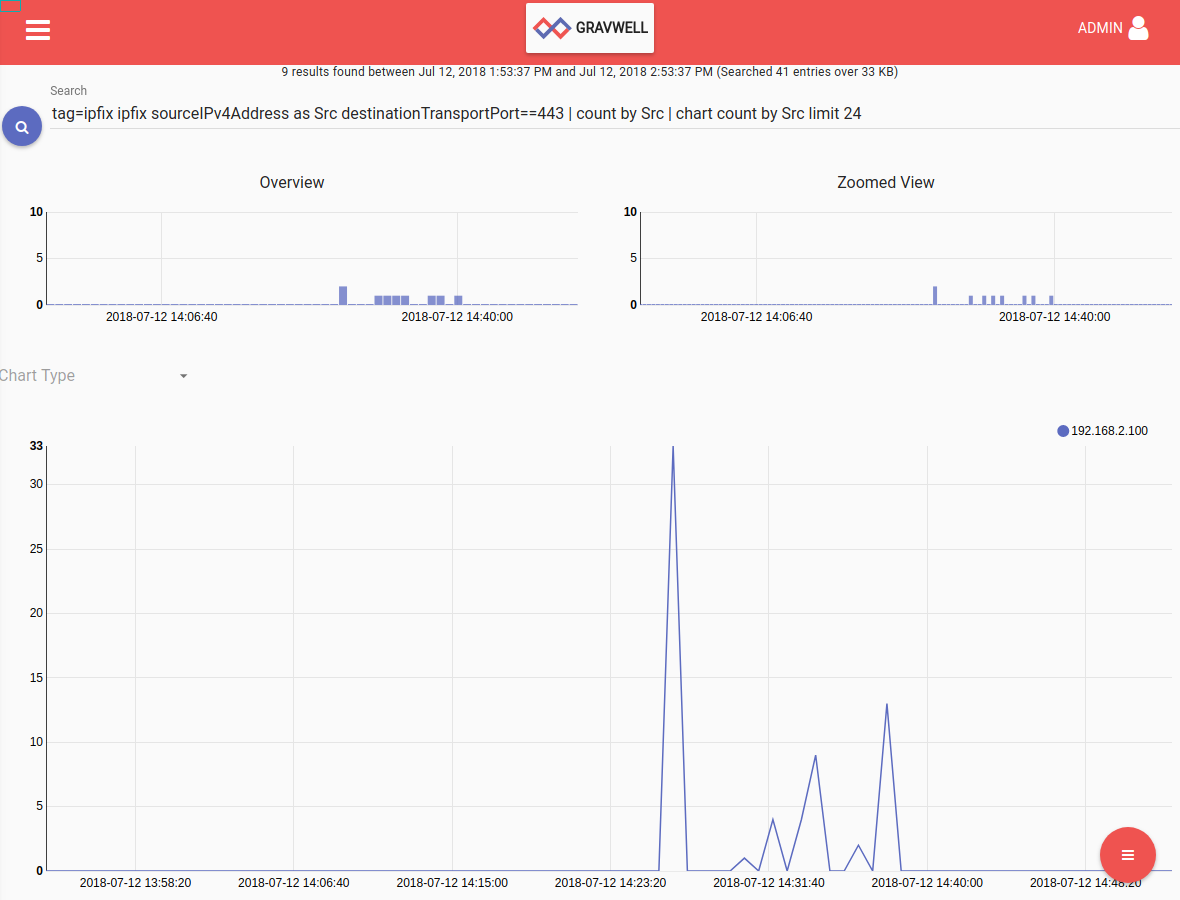 GRAVWELL
ADMIN
9 results found between Jul 12, 2018 1:53:37 PM and Jul 12, 2018 2:53:37 PM (Searched 41 entries over 33 KB)
Search
tag=ipfix ipfix sourceIPv4Address as Src destinationTransportPort==443 | count by Src | chart count by Src limit 24
Overview
10
5
0
2018-07-12 14:06:40 2018-07-12 14:40:00
Zoomed View
10
5
0
2018-07-12 14:06:40 2018-07-12 14:40:00
Chart Type
192.168.2.100
33
30
25
20
15
10
5
0
2018-07-12 13:58:20 2018-07-12 14:06:40 2018-07-12 14:15:00 2018-07-12 14:23:20 2018-07-12 14:31:40 2018-07-12 14:40:00 2018-07-12 14:48:20